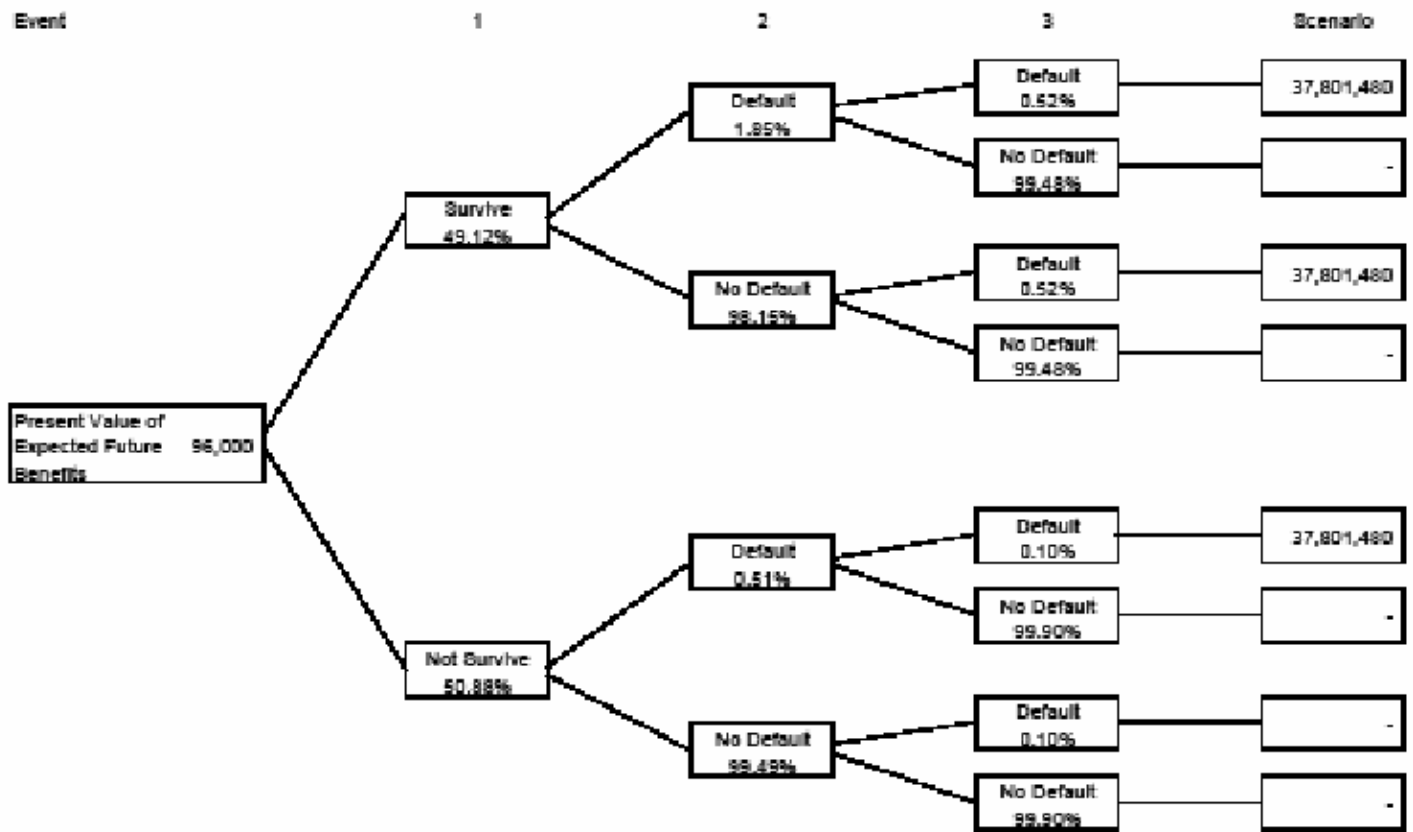 Event 1 2 3 Scenario
Default
0.52%
37,801,480
Default
1.85%
No Default
99.48%
-
Survive
49.12%
Default
0.52%
37,801,480
No Default
98.15%
No Default
99.48%
-
Present Value of
Expected Future 96,000
Benefits
Default
0.10%
37,801,480
Default
0.51%
No Default
99.90%
-
Not Survive
50.88%
Default
0.10%
-
No Default
99.49%
No Default
99.90%
-